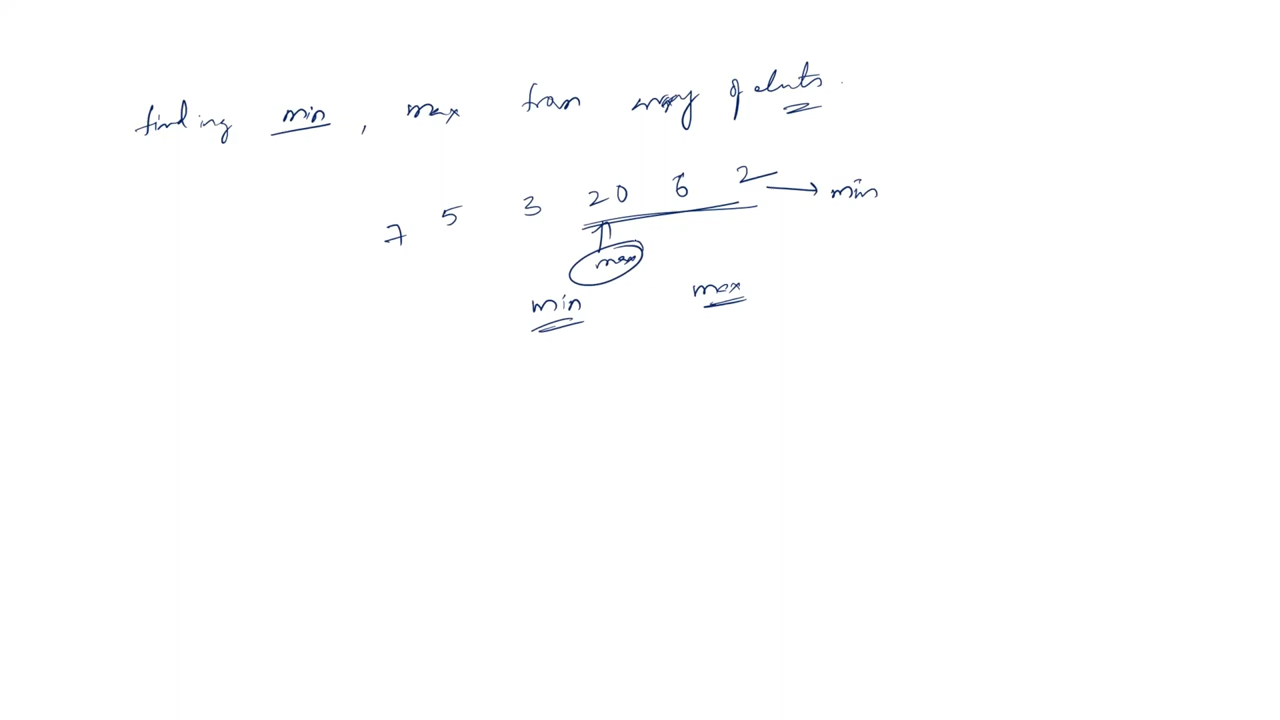 finding min , max from array of elmts.
7 5 3 20 6 2 → min
max
min max